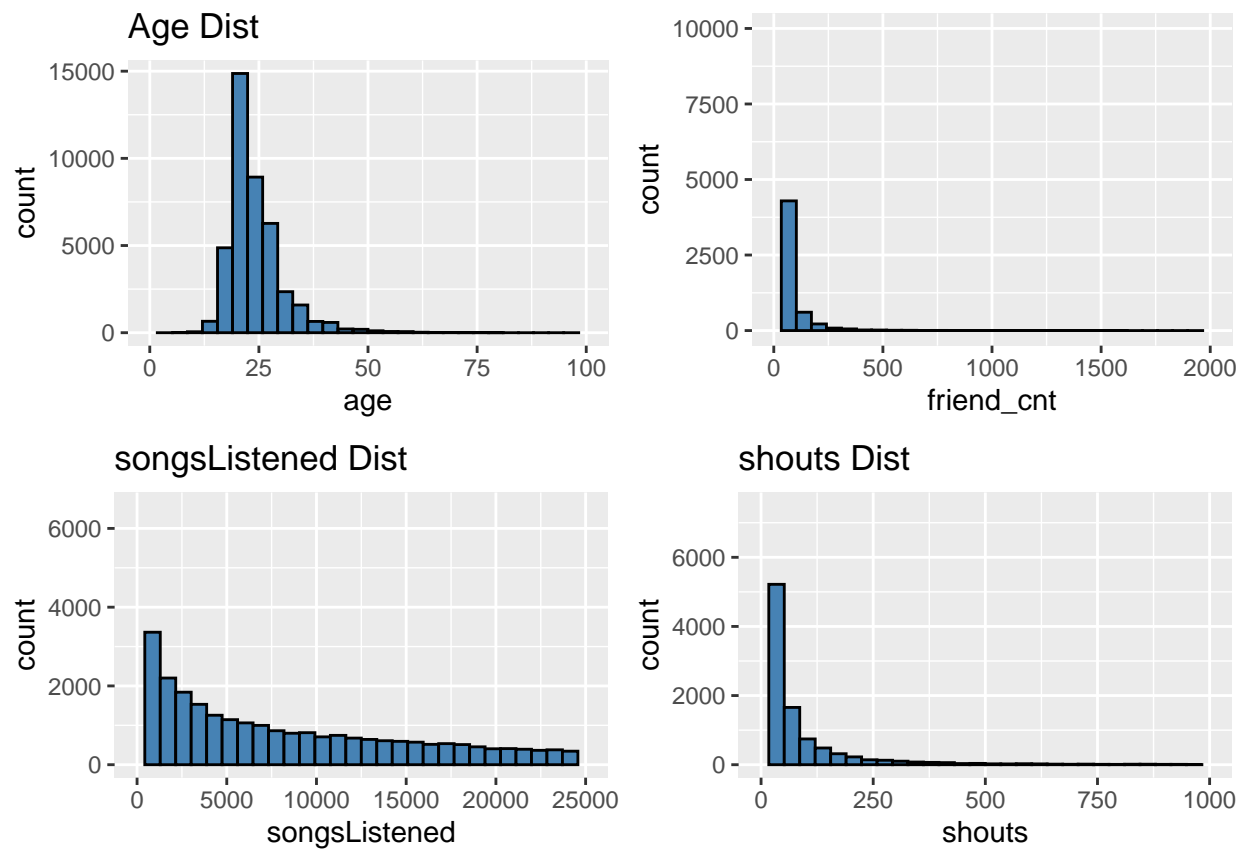 Age Dist
15000
10000
5000
0
count
0 25 50 75 100
age
10000
7500
5000
2500
0
count
0 500 1000 1500 2000
friend_cnt
songsListened Dist
6000
4000
2000
0
count
0 5000 10000 15000 20000 25000
songsListened
shouts Dist
6000
4000
2000
0
count
0 250 500 750 1000
shouts